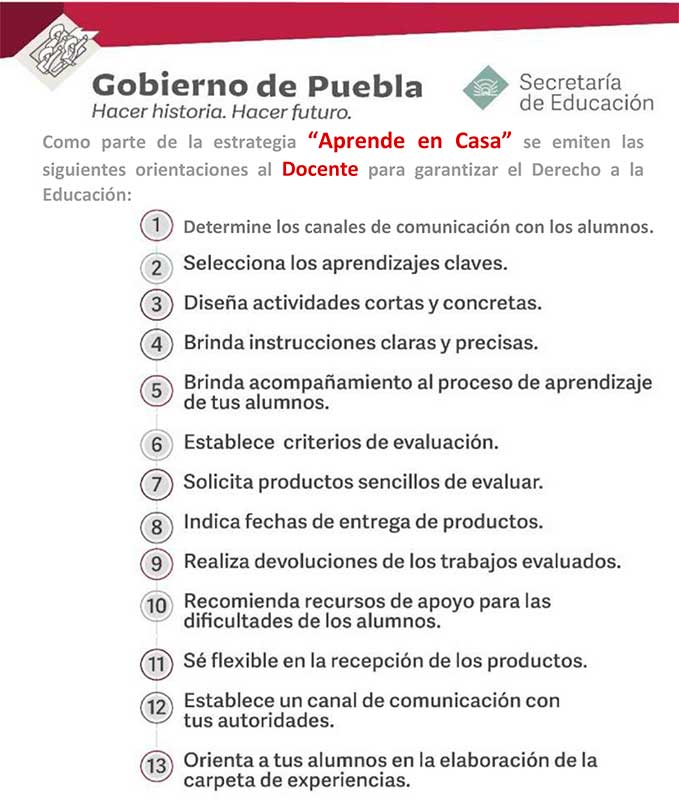 Gobierno de Puebla
Hacer historia. Hacer futuro.
Secretaría
de Educación
Como parte de la estrategia “Aprende en Casa” se emiten las
siguientes orientaciones al Docente para garantizar el Derecho a la
Educación:
1 Determine los canales de comunicación con los alumnos.
2 Selecciona los aprendizajes claves.
3 Diseña actividades cortas y concretas.
4 Brinda instrucciones claras y precisas.
5 Brinda acompañamiento al proceso de aprendizaje
de tus alumnos.
6 Establece criterios de evaluación.
7 Solicita productos sencillos de evaluar.
8 Indica fechas de entrega de productos.
9 Realiza devoluciones de los trabajos evaluados.
10 Recomienda recursos de apoyo para las
dificultades de los alumnos.
11 Sé flexible en la recepción de los productos.
12 Establece un canal de comunicación con
tus autoridades.
13 Orienta a tus alumnos en la elaboración de la
carpeta de experiencias.